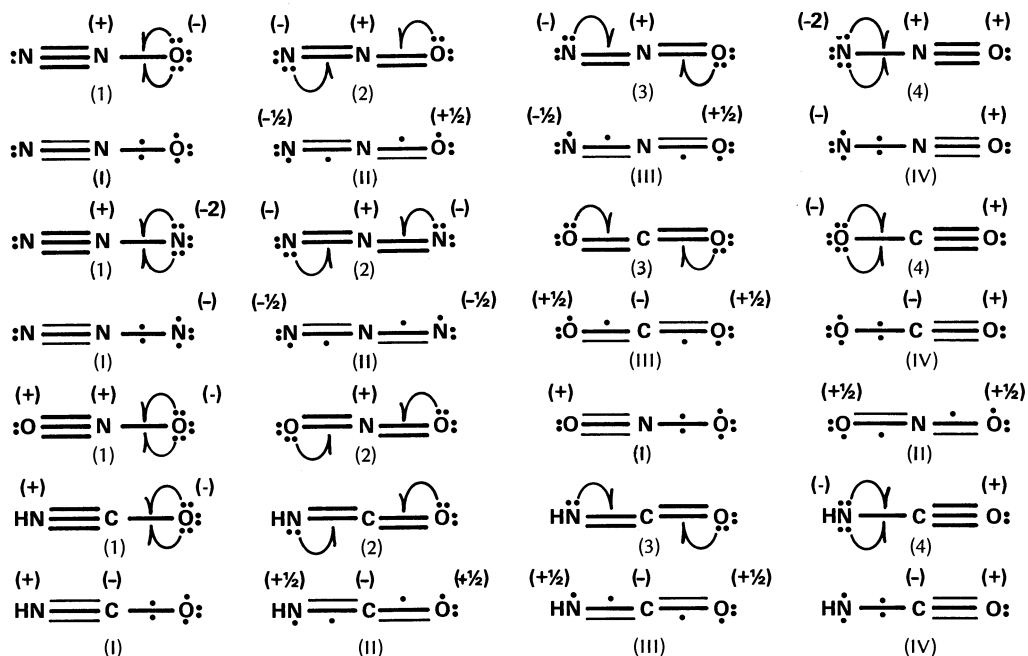 (+) (-) (-) (+) (-) (+) (-2) (+) (+)
:N≡N—O: N=N=O: N=N=O: :N—N≡O:
(1) (2) (3) (4)
(-½) (+½) (-½) (+½) (-) (+)
:N≡N—O: :N=N=O: :N=N=O: :N—N≡O:
(I) (II) (III) (IV)
(+) (-2) (-) (+) (-) (-) (+)
:N≡N—N: :N=N=N: :O=C=O: :O—C≡O:
(1) (2) (3) (4)
(-) (-½) (-½) (+½) (-) (+½) (-) (+)
:N≡N—N: :N=N=N: :O=C=O: :O—C≡O:
(I) (II) (III) (IV)
(+) (+) (-) (+) (+) (+½) (+½)
:O≡N—O: :O=N=O: :O≡N—O: :O=N=O:
(1) (2) (I) (II)
(+) (-) (-) (+)
HN≡C—O: HN=C=O: HN=C=O: HN—C≡O:
(1) (2) (3) (4)
(+) (-) (+½) (-) (+½) (+½) (-) (+½) (-) (+)
HN≡C—O: HN=C=O: HN=C=O: HN—C≡O:
(I) (II) (III) (IV)